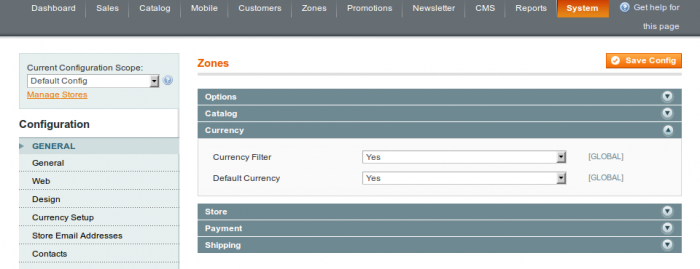 Dashboard Sales Catalog Mobile Customers Zones Promotions Newsletter CMS Reports System Get help for this page
Current Configuration Scope:
Default Config
Manage Stores
Configuration
GENERAL
General
Web
Design
Currency Setup
Store Email Addresses
Contacts
Zones
Save Config
Options
Catalog
Currency
Currency Filter Yes [GLOBAL]
Default Currency Yes [GLOBAL]
Store
Payment
Shipping